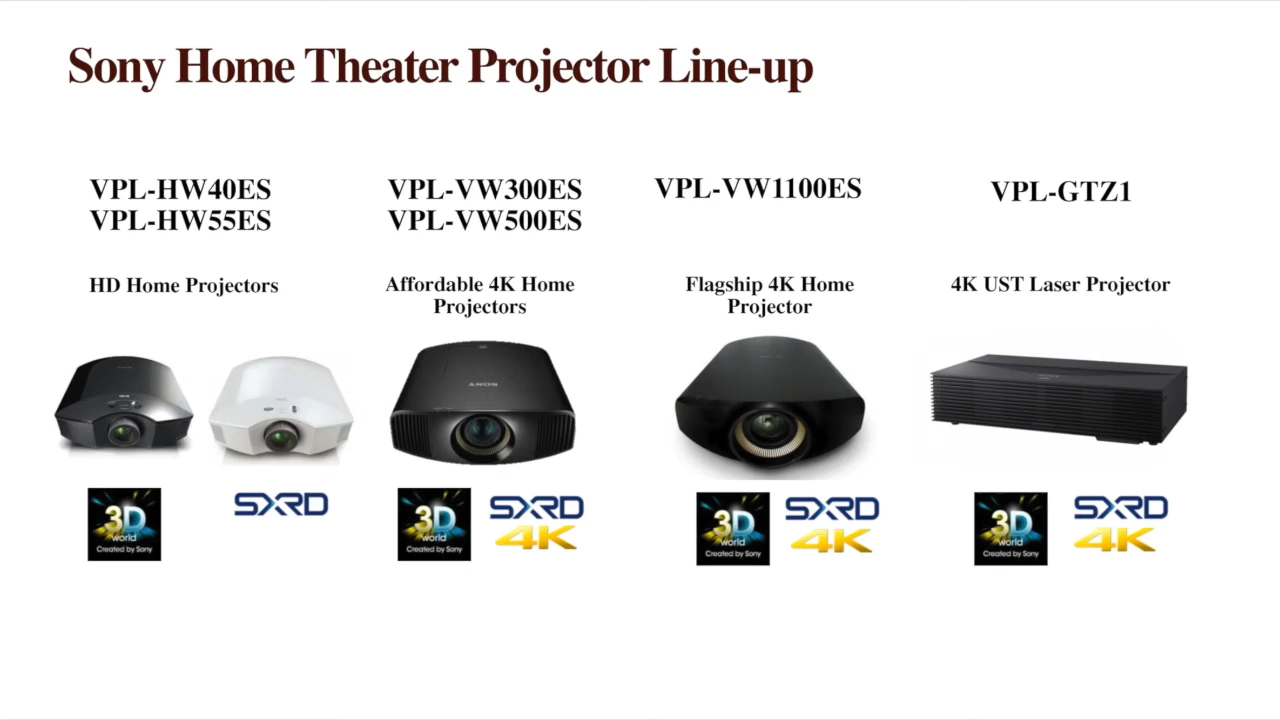 Sony Home Theater Projector Line-up
VPL-HW40ES
VPL-HW55ES
HD Home Projectors
VPL-VW300ES
VPL-VW500ES
Affordable 4K Home
Projectors
VPL-VW1100ES
Flagship 4K Home
Projector
VPL-GTZ1
4K UST Laser Projector
SONY
3D
world
Created by Sony
SXRD
3D
world
Created by Sony
SXRD
4K
3D
world
Created by Sony
SXRD
4K
3D
world
Created by Sony
SXRD
4K